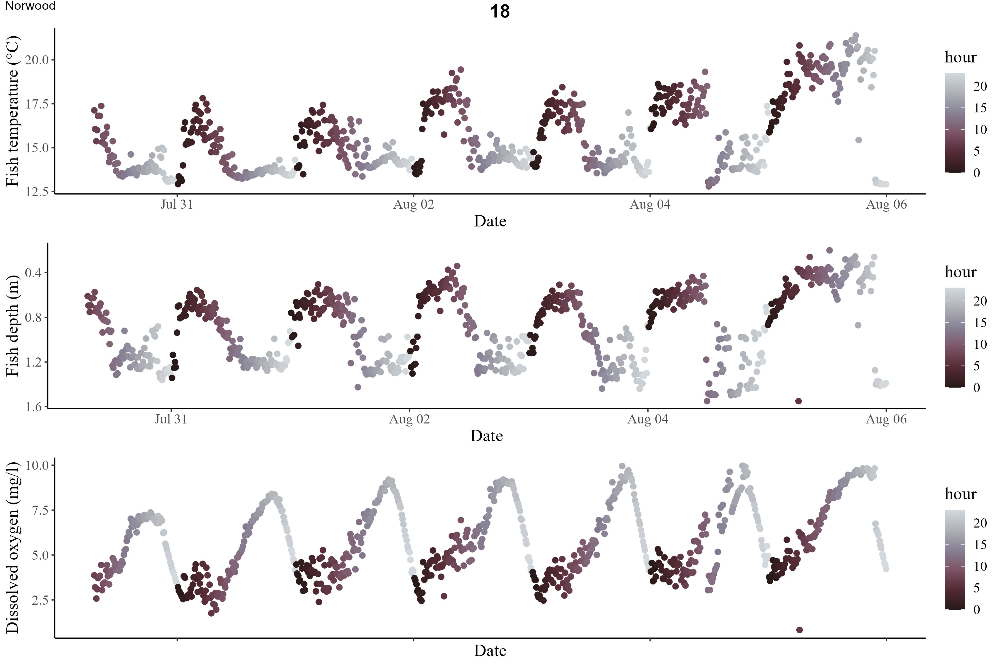 Norwood
18
Fish temperature (°C)
20.0
17.5
15.0
12.5
Jul 31
Aug 02
Aug 04
Aug 06
Date
hour
20
15
10
5
0
Fish depth (m)
0.4
0.8
1.2
1.6
Jul 31
Aug 02
Aug 04
Aug 06
Date
hour
20
15
10
5
0
Dissolved oxygen (mg/l)
10.0
7.5
5.0
2.5
Date
hour
20
15
10
5
0